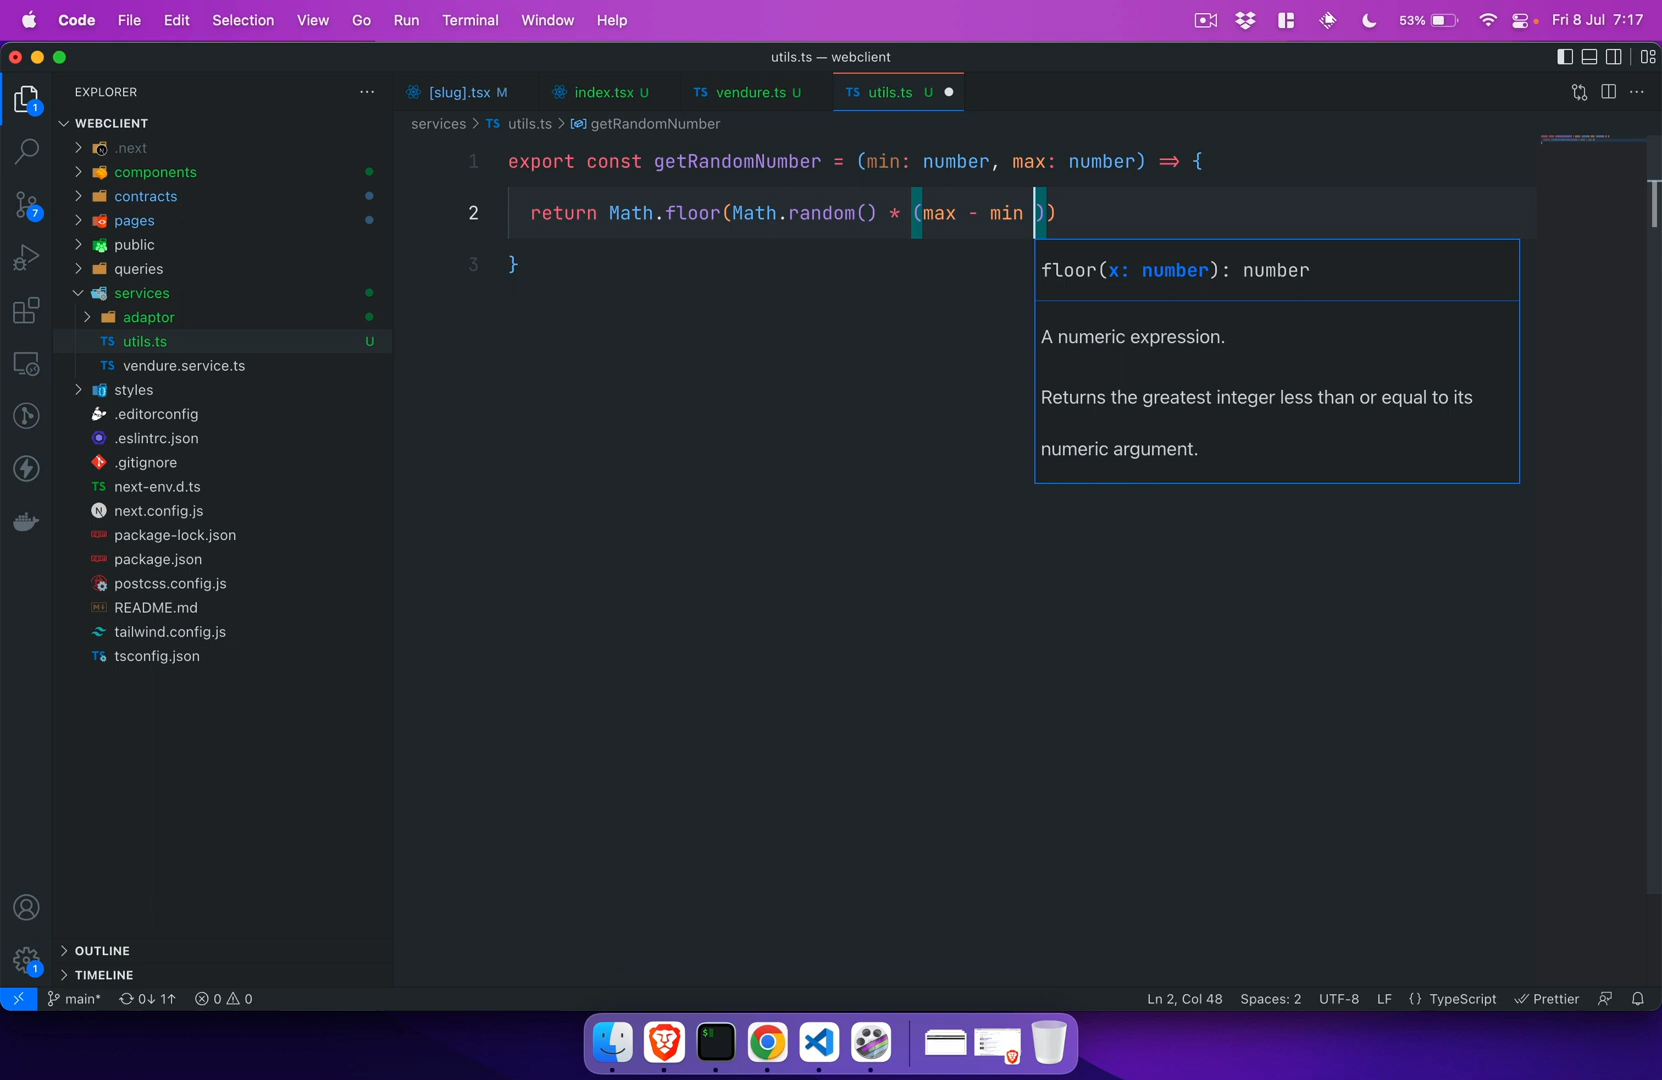 Code File Edit Selection View Go Run Terminal Window Help 53% Fri 8 Jul 7:17
utils.ts — webclient
EXPLORER
[slug].tsx M
index.tsx U
TS vendure.ts U
TS utils.ts U
services > TS utils.ts > getRandomNumber
WEBCLIENT
.next
components
contracts
pages
public
queries
services
adaptor
TS utils.ts U
TS vendure.service.ts
styles
.editorconfig
.eslintrc.json
.gitignore
TS next-env.d.ts
N next.config.js
package-lock.json
package.json
postcss.config.js
README.md
tailwind.config.js
TS tsconfig.json
OUTLINE
TIMELINE
1 export const getRandomNumber = (min: number, max: number) => {
2 return Math.floor(Math.random() * (max - min ))
3 }
floor(x: number): number
A numeric expression.
Returns the greatest integer less than or equal to its
numeric argument.
1
7
1
main* 0↓ 1↑ 0 0 Ln 2, Col 48 Spaces: 2 UTF-8 LF {} TypeScript Prettier